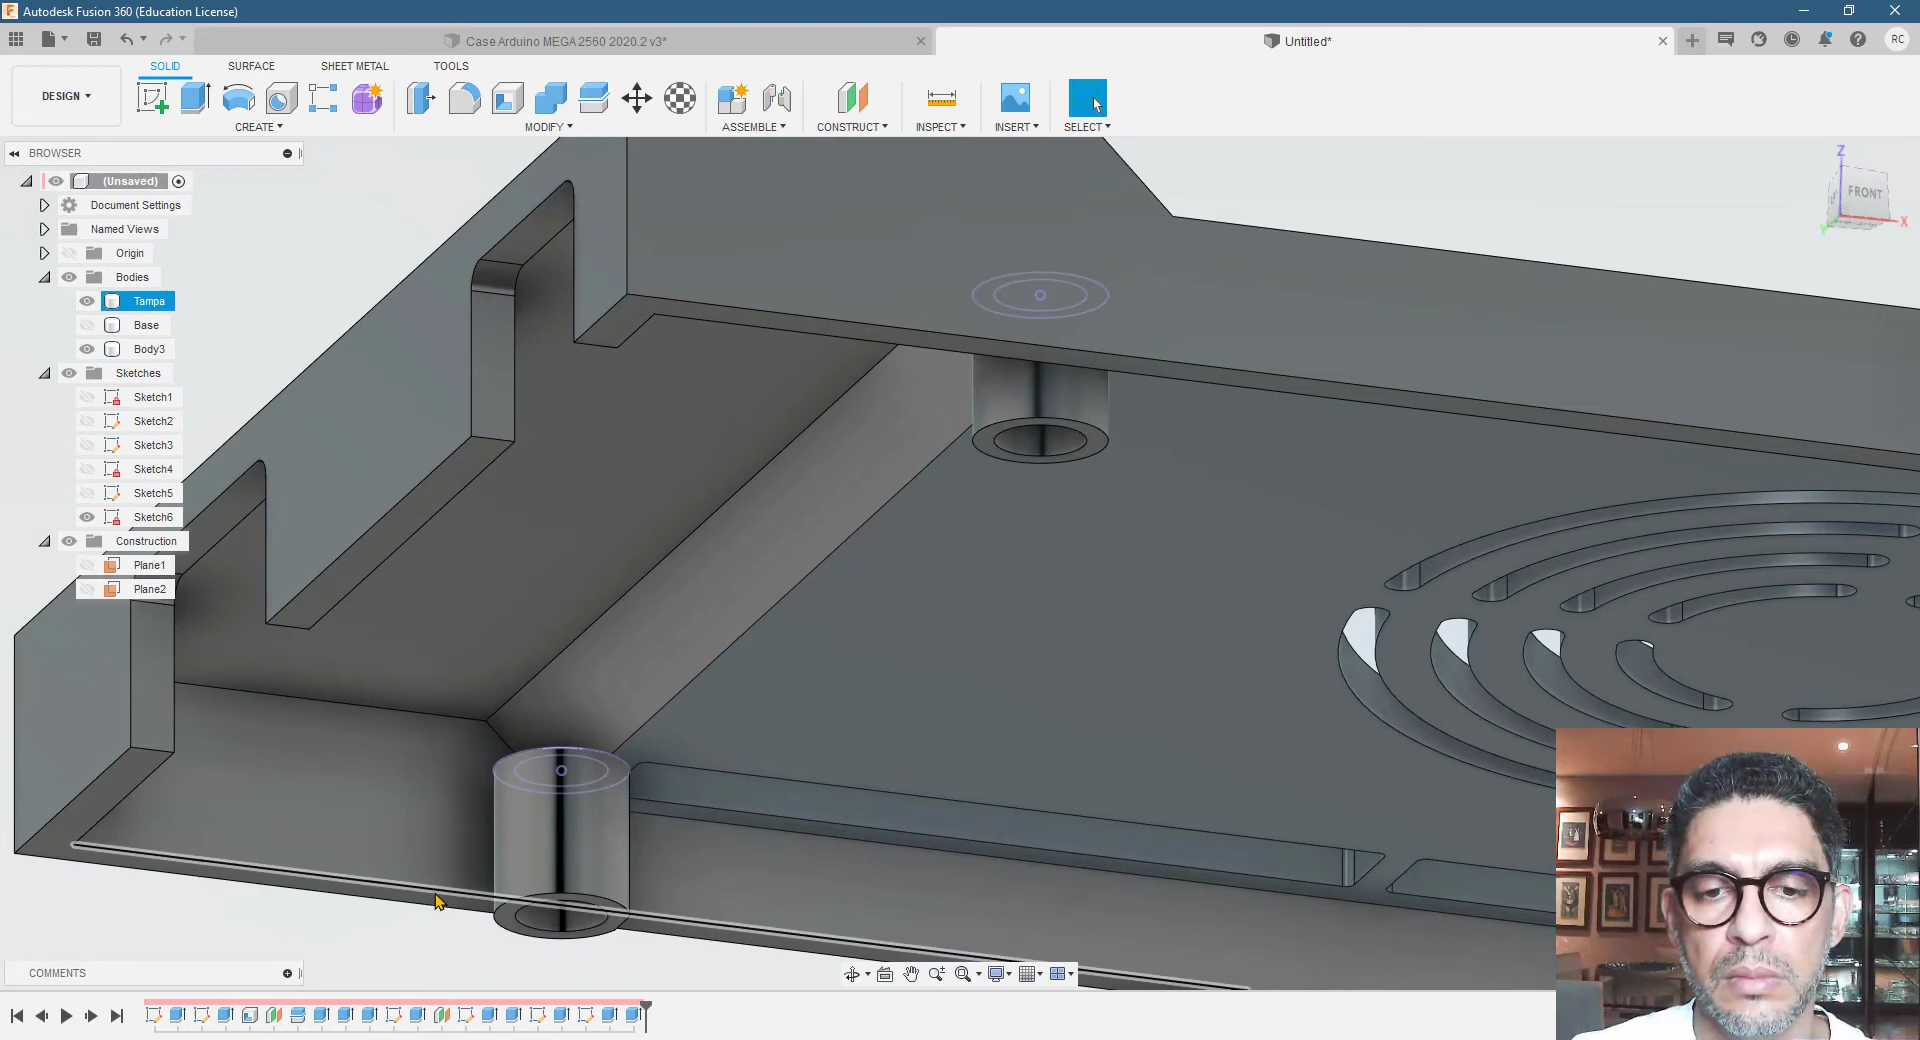 Autodesk Fusion 360 (Education License)
Case Arduino MEGA 2560 2020.2 v3*
Untitled*
RC
DESIGN
SOLID
SURFACE
SHEET METAL
TOOLS
CREATE
MODIFY
ASSEMBLE
CONSTRUCT
INSPECT
INSERT
SELECT
BROWSER
(Unsaved)
Document Settings
Named Views
Origin
Bodies
Tampa
Base
Body3
Sketches
Sketch1
Sketch2
Sketch3
Sketch4
Sketch5
Sketch6
Construction
Plane1
Plane2
Z
FRONT
X
Y
COMMENTS